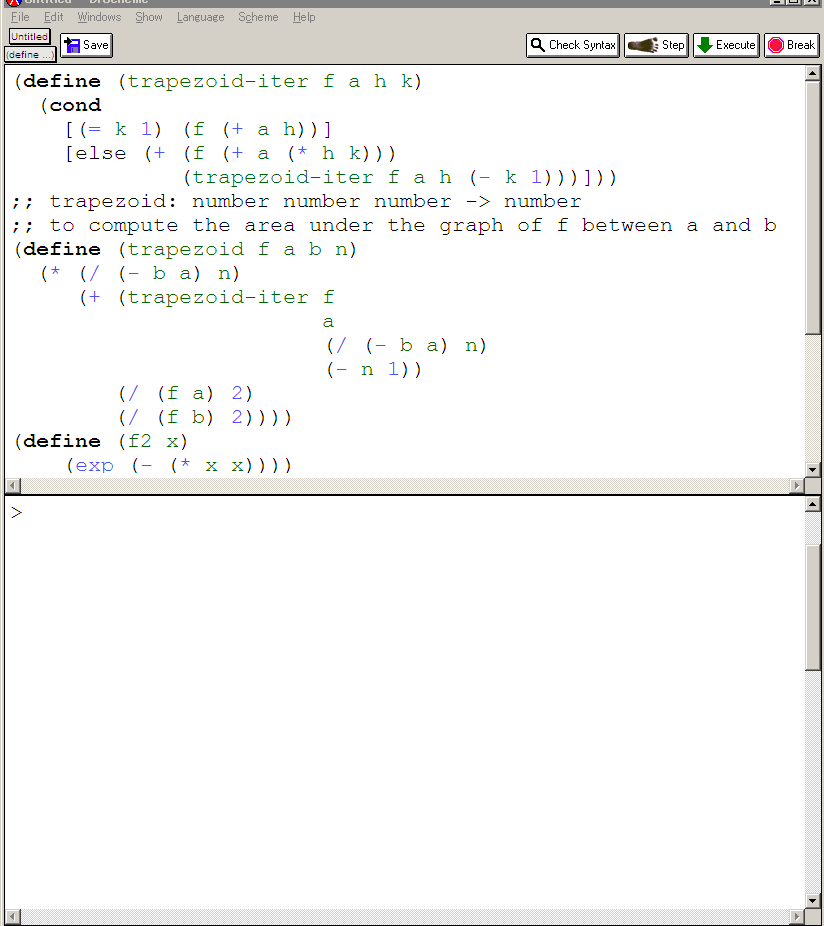 Untitled - DrScheme
File Edit Windows Show Language Scheme Help
Untitled
(define ...)
Save
Check Syntax
Step
Execute
Break
(define (trapezoid-iter f a h k)
  (cond
    [(= k 1) (f (+ a h))]
    [else (+ (f (+ a (* h k)))
             (trapezoid-iter f a h (- k 1)))]))
;; trapezoid: number number number -> number
;; to compute the area under the graph of f between a and b
(define (trapezoid f a b n)
  (* (/ (- b a) n)
     (+ (trapezoid-iter f
                        a
                        (/ (- b a) n)
                        (- n 1))
        (/ (f a) 2)
        (/ (f b) 2))))
(define (f2 x)
    (exp (- (* x x))))
>